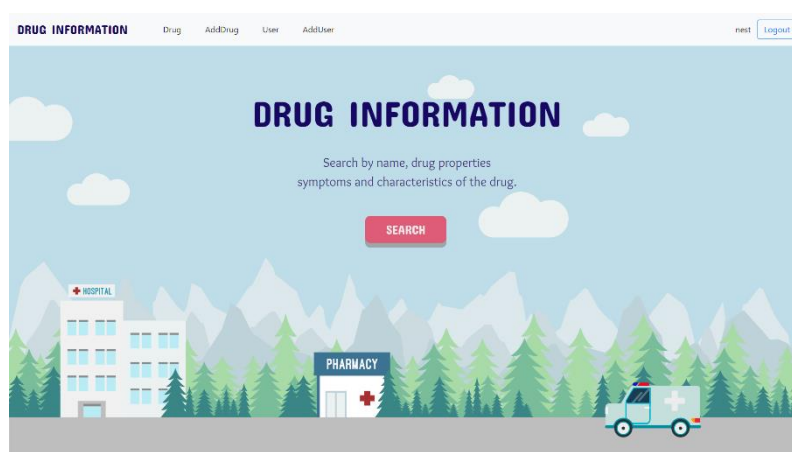 DRUG INFORMATION Drug AddDrug User AddUser nest Logout
DRUG INFORMATION
Search by name, drug properties
symptoms and characteristics of the drug.
SEARCH
HOSPITAL
PHARMACY